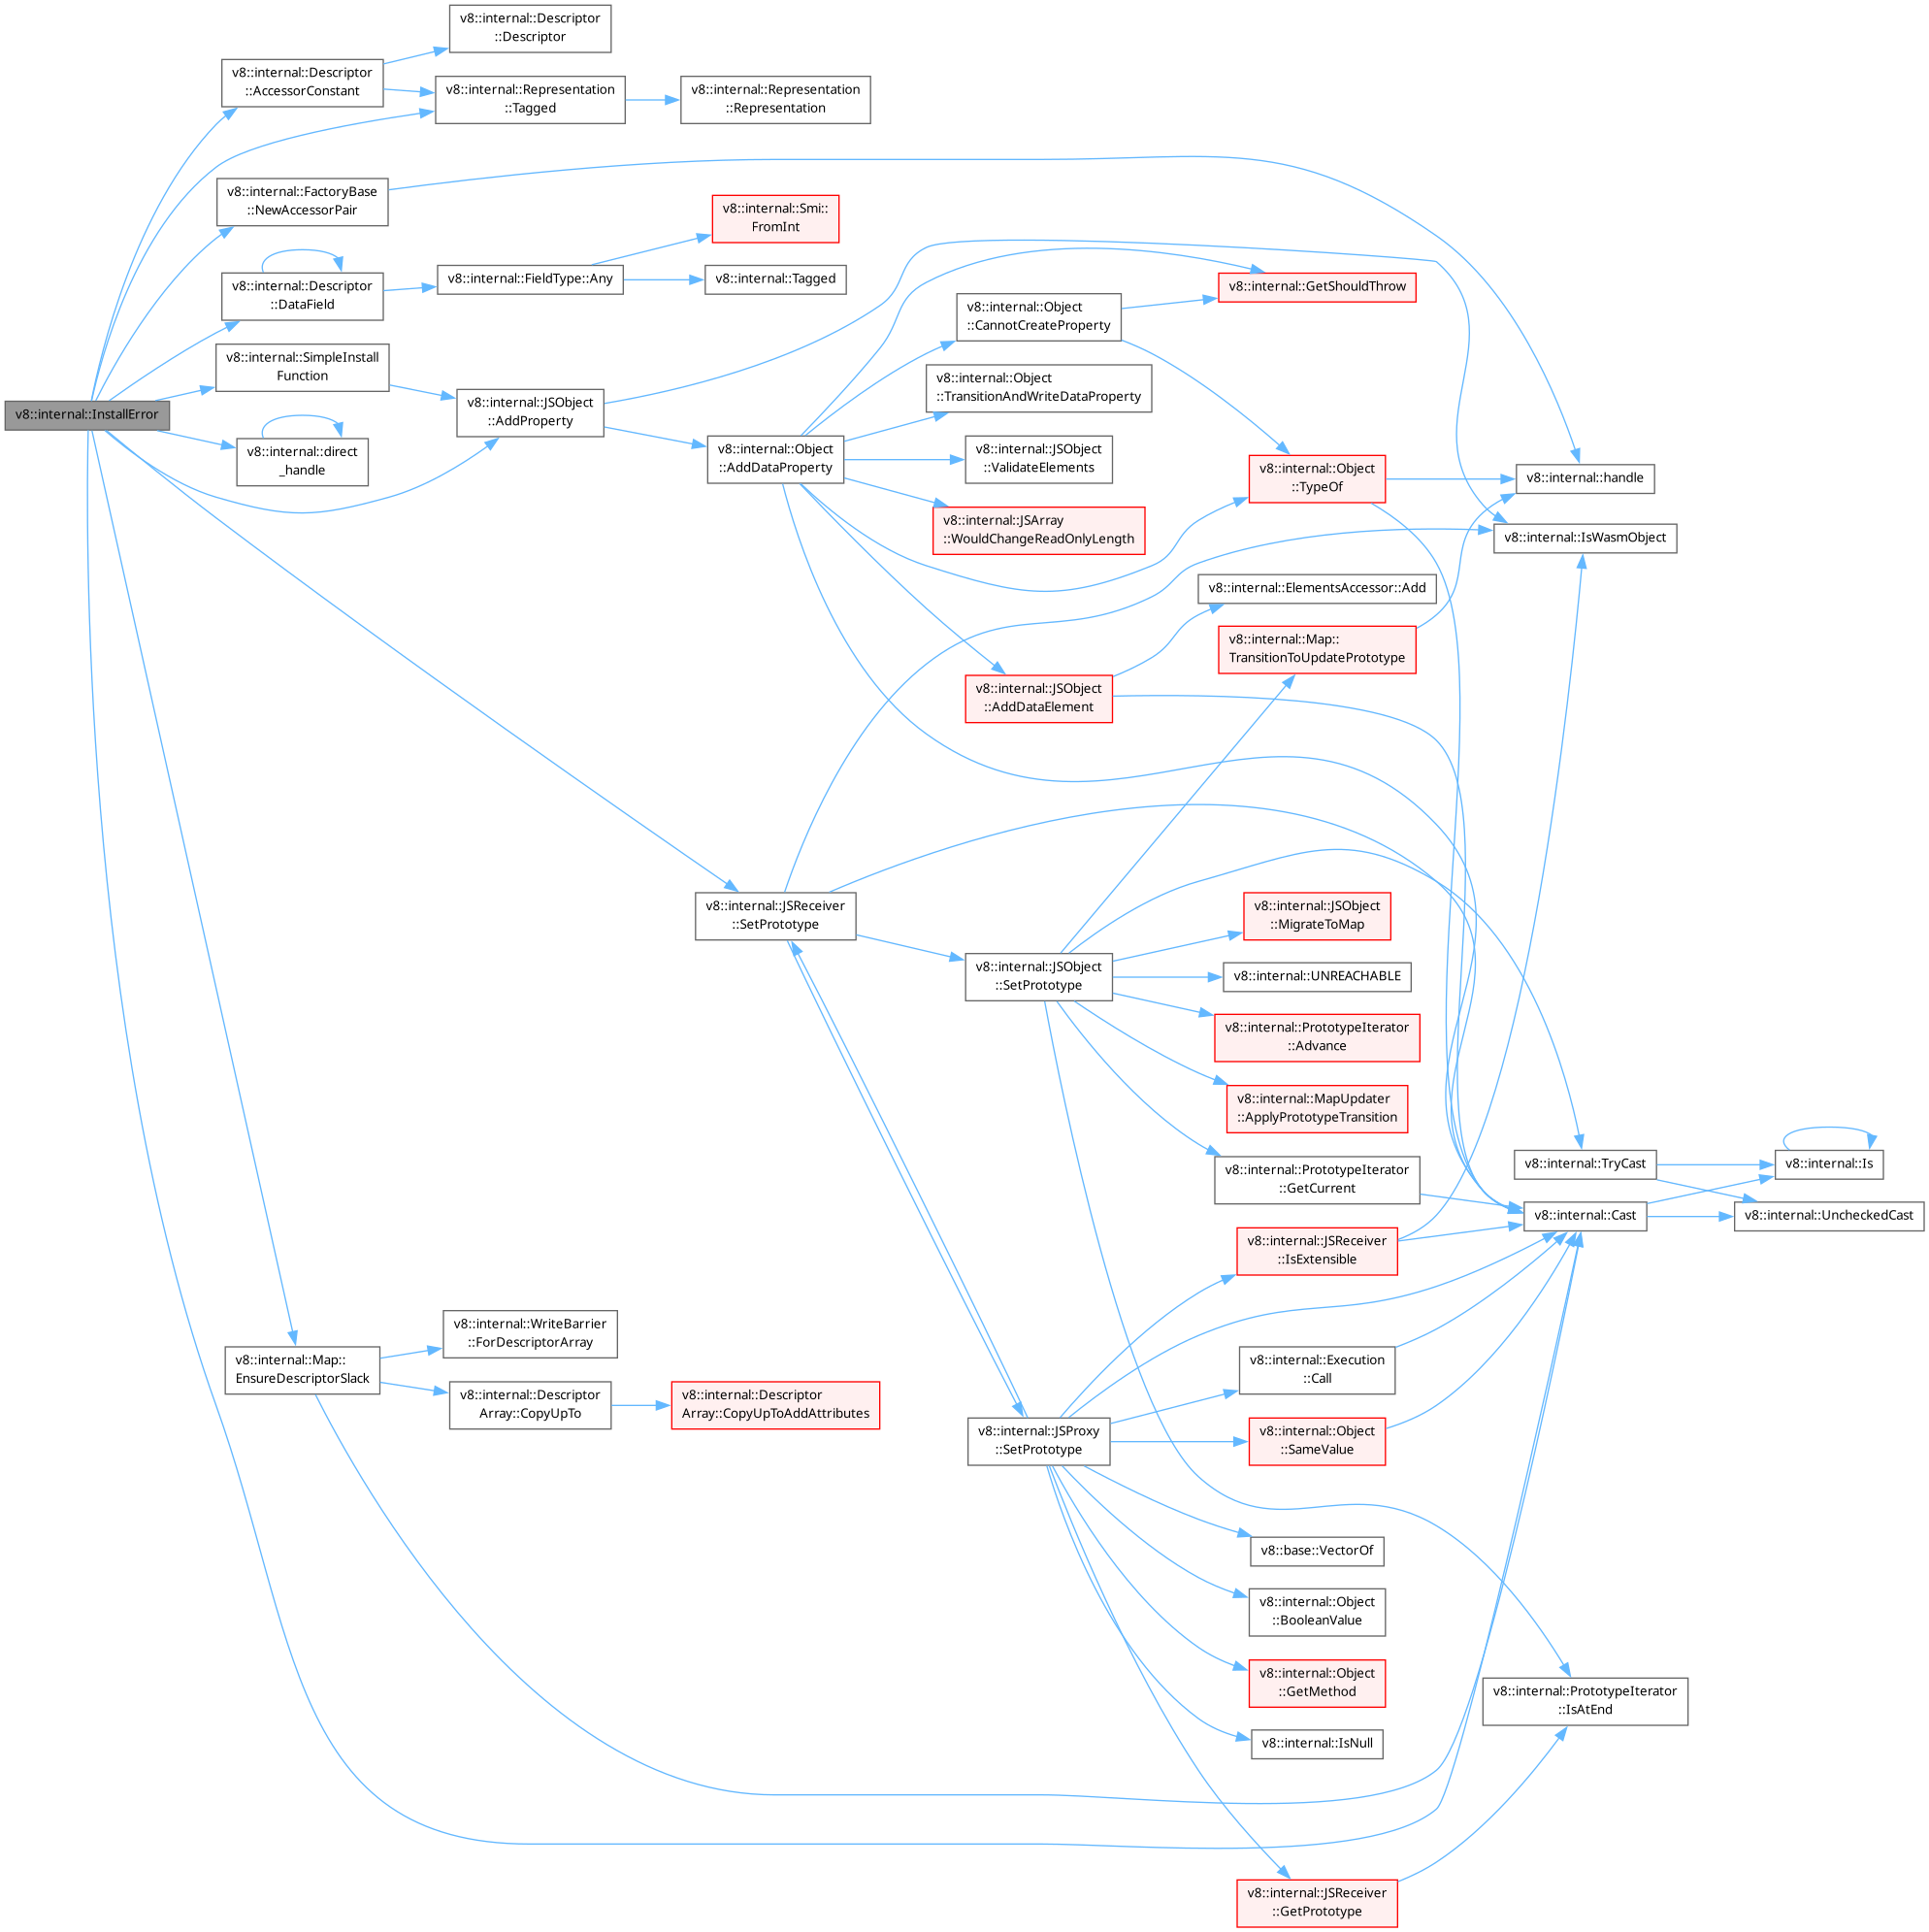 v8::internal::InstallError
v8::internal::Descriptor
::AccessorConstant
v8::internal::FactoryBase
::NewAccessorPair
v8::internal::Descriptor
::DataField
v8::internal::SimpleInstall
Function
v8::internal::direct
_handle
v8::internal::Map::
EnsureDescriptorSlack
v8::internal::Descriptor
::Descriptor
v8::internal::Representation
::Tagged
v8::internal::FieldType::Any
v8::internal::JSObject
::AddProperty
v8::internal::WriteBarrier
::ForDescriptorArray
v8::internal::Descriptor
Array::CopyUpTo
v8::internal::Representation
::Representation
v8::internal::Smi::
FromInt
v8::internal::Tagged
v8::internal::Object
::AddDataProperty
v8::internal::JSReceiver
::SetPrototype
v8::internal::Descriptor
Array::CopyUpToAddAttributes
v8::internal::Object
::CannotCreateProperty
v8::internal::Object
::TransitionAndWriteDataProperty
v8::internal::JSObject
::ValidateElements
v8::internal::JSArray
::WouldChangeReadOnlyLength
v8::internal::JSObject
::AddDataElement
v8::internal::JSObject
::SetPrototype
v8::internal::JSProxy
::SetPrototype
v8::internal::GetShouldThrow
v8::internal::Object
::TypeOf
v8::internal::ElementsAccessor::Add
v8::internal::Map::
TransitionToUpdatePrototype
v8::internal::JSObject
::MigrateToMap
v8::internal::UNREACHABLE
v8::internal::PrototypeIterator
::Advance
v8::internal::MapUpdater
::ApplyPrototypeTransition
v8::internal::PrototypeIterator
::GetCurrent
v8::internal::JSReceiver
::IsExtensible
v8::internal::Execution
::Call
v8::internal::Object
::SameValue
v8::base::VectorOf
v8::internal::Object
::BooleanValue
v8::internal::Object
::GetMethod
v8::internal::IsNull
v8::internal::JSReceiver
::GetPrototype
v8::internal::handle
v8::internal::IsWasmObject
v8::internal::TryCast
v8::internal::Cast
v8::internal::PrototypeIterator
::IsAtEnd
v8::internal::Is
v8::internal::UncheckedCast